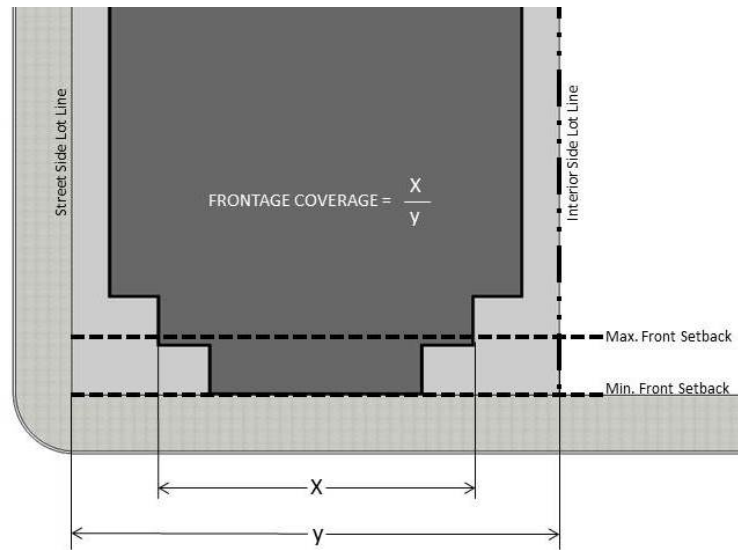 Street Side Lot Line
Interior Side Lot Line
FRONTAGE COVERAGE = X
y
Max. Front Setback
Min. Front Setback
X
y